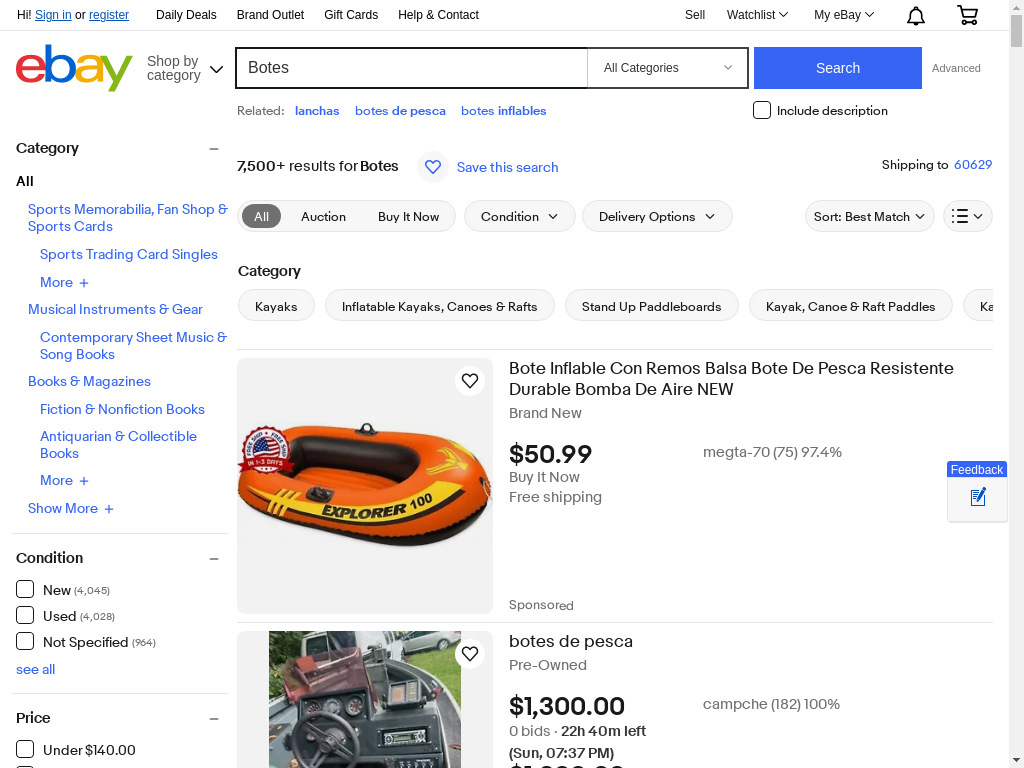 Hi! Sign in or register
Daily Deals
Brand Outlet
Gift Cards
Help & Contact
Sell
Watchlist
My eBay
ebay
Shop by category
Botes
All Categories
Search
Advanced
Related: lanchas botes de pesca botes inflables
Include description
Category
All
Sports Memorabilia, Fan Shop & Sports Cards
Sports Trading Card Singles
More
Musical Instruments & Gear
Contemporary Sheet Music & Song Books
Books & Magazines
Fiction & Nonfiction Books
Antiquarian & Collectible Books
More
Show More
Condition
New (4,045)
Used (4,028)
Not Specified (964)
see all
Price
Under $140.00
7,500+ results for Botes
Save this search
Shipping to 60629
All
Auction
Buy It Now
Condition
Delivery Options
Sort: Best Match
Category
Kayaks
Inflatable Kayaks, Canoes & Rafts
Stand Up Paddleboards
Kayak, Canoe & Raft Paddles
Ka
FREE SHIP
FREE SHIP
IN 1-3 DAYS
EXPLORER 100
Bote Inflable Con Remos Balsa Bote De Pesca Resistente
Durable Bomba De Aire NEW
Brand New
$50.99
Buy It Now
Free shipping
megta-70 (75) 97.4%
Sponsored
Feedback
botes de pesca
Pre-Owned
$1,300.00
0 bids · 22h 40m left
(Sun, 07:37 PM)
campche (182) 100%